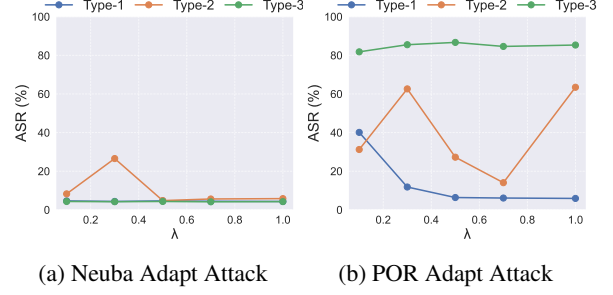 Type-1 Type-2 Type-3
100
80
60
40
20
0
ASR (%)
0.2 0.4 0.6 0.8 1.0
λ
(a) Neuba Adapt Attack
Type-1 Type-2 Type-3
100
80
60
40
20
0
ASR (%)
0.2 0.4 0.6 0.8 1.0
λ
(b) POR Adapt Attack